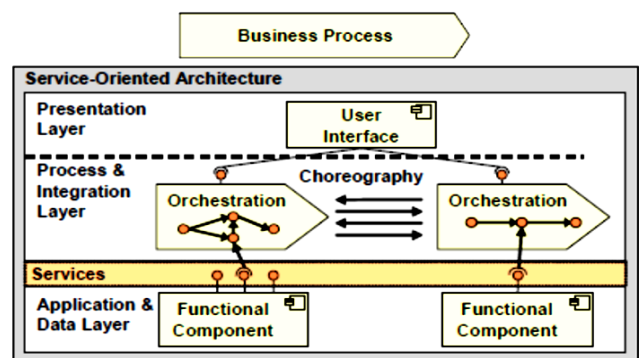 Business Process
Service-Oriented Architecture
Presentation
Layer
User
Interface
Process &
Integration
Layer
Choreography
Orchestration
Orchestration
Services
Application &
Data Layer
Functional
Component
Functional
Component